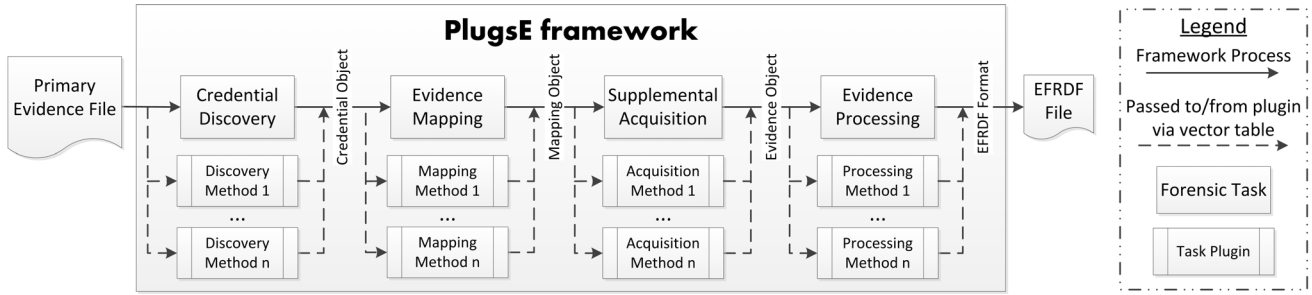 PlugsE framework
Primary
Evidence File
Credential
Discovery
Credential Object
Evidence
Mapping
Mapping Object
Supplemental
Acquisition
Evidence Object
Evidence
Processing
EFRDF Format
EFRDF
File
Discovery
Method 1
...
Discovery
Method n
Mapping
Method 1
...
Mapping
Method n
Acquisition
Method 1
...
Acquisition
Method n
Processing
Method 1
...
Processing
Method n
Legend
Framework Process
Passed to/from plugin
via vector table
Forensic Task
Task Plugin